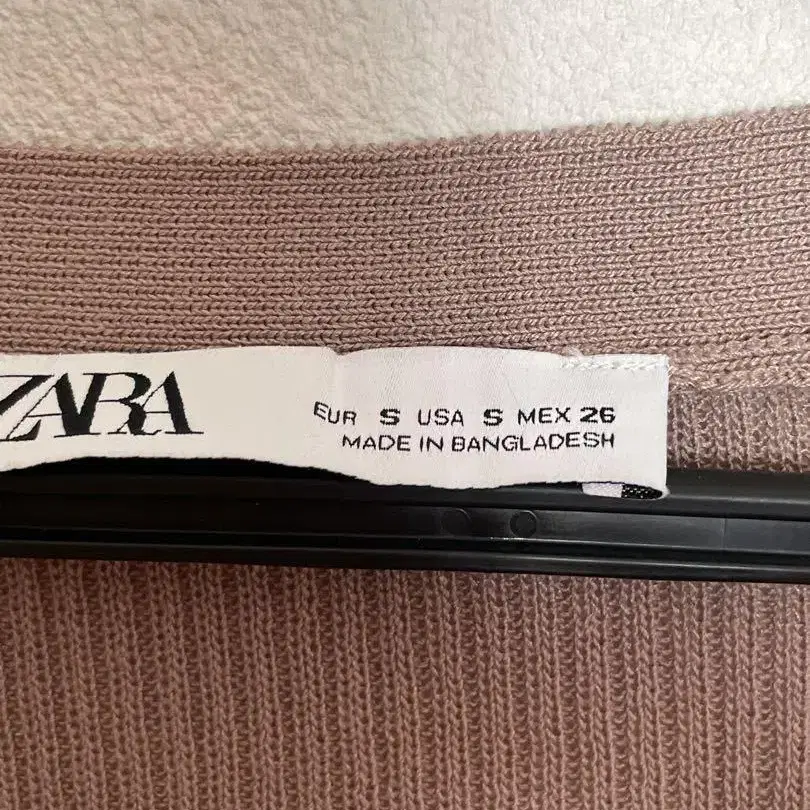 ZARA
EUR S USA S MEX 26
MADE IN BANGLADESH